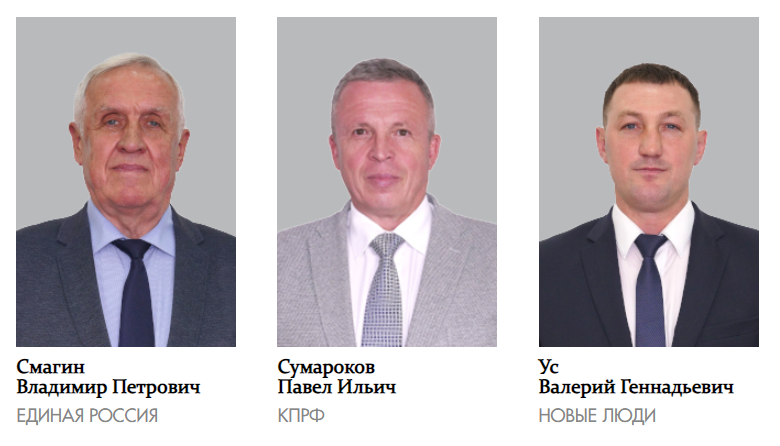 Смагин
Владимир Петрович
ЕДИНАЯ РОССИЯ
Сумароков
Павел Ильич
КПРФ
Ус
Валерий Геннадьевич
НОВЫЕ ЛЮДИ